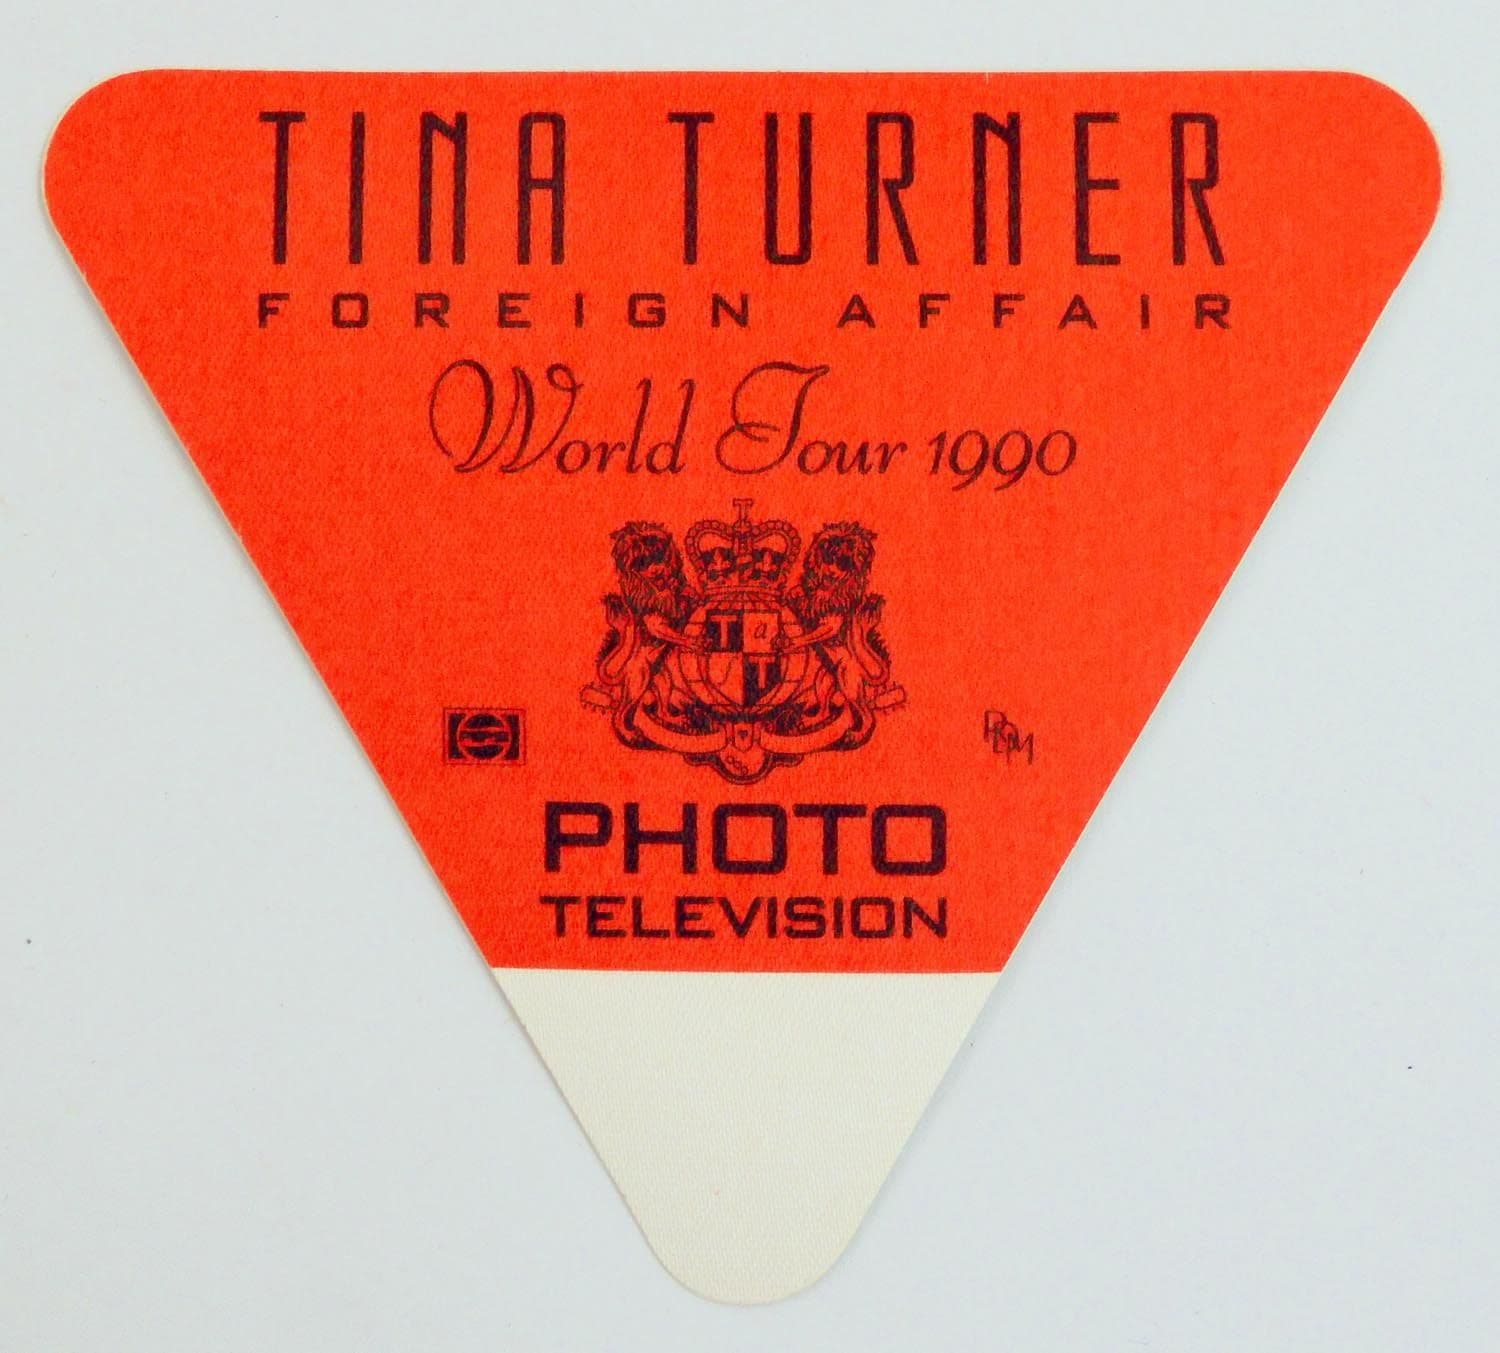 TINA TURNER
FOREIGN AFFAIR
World Tour 1990
T
T a
T
PHOTO
TELEVISION